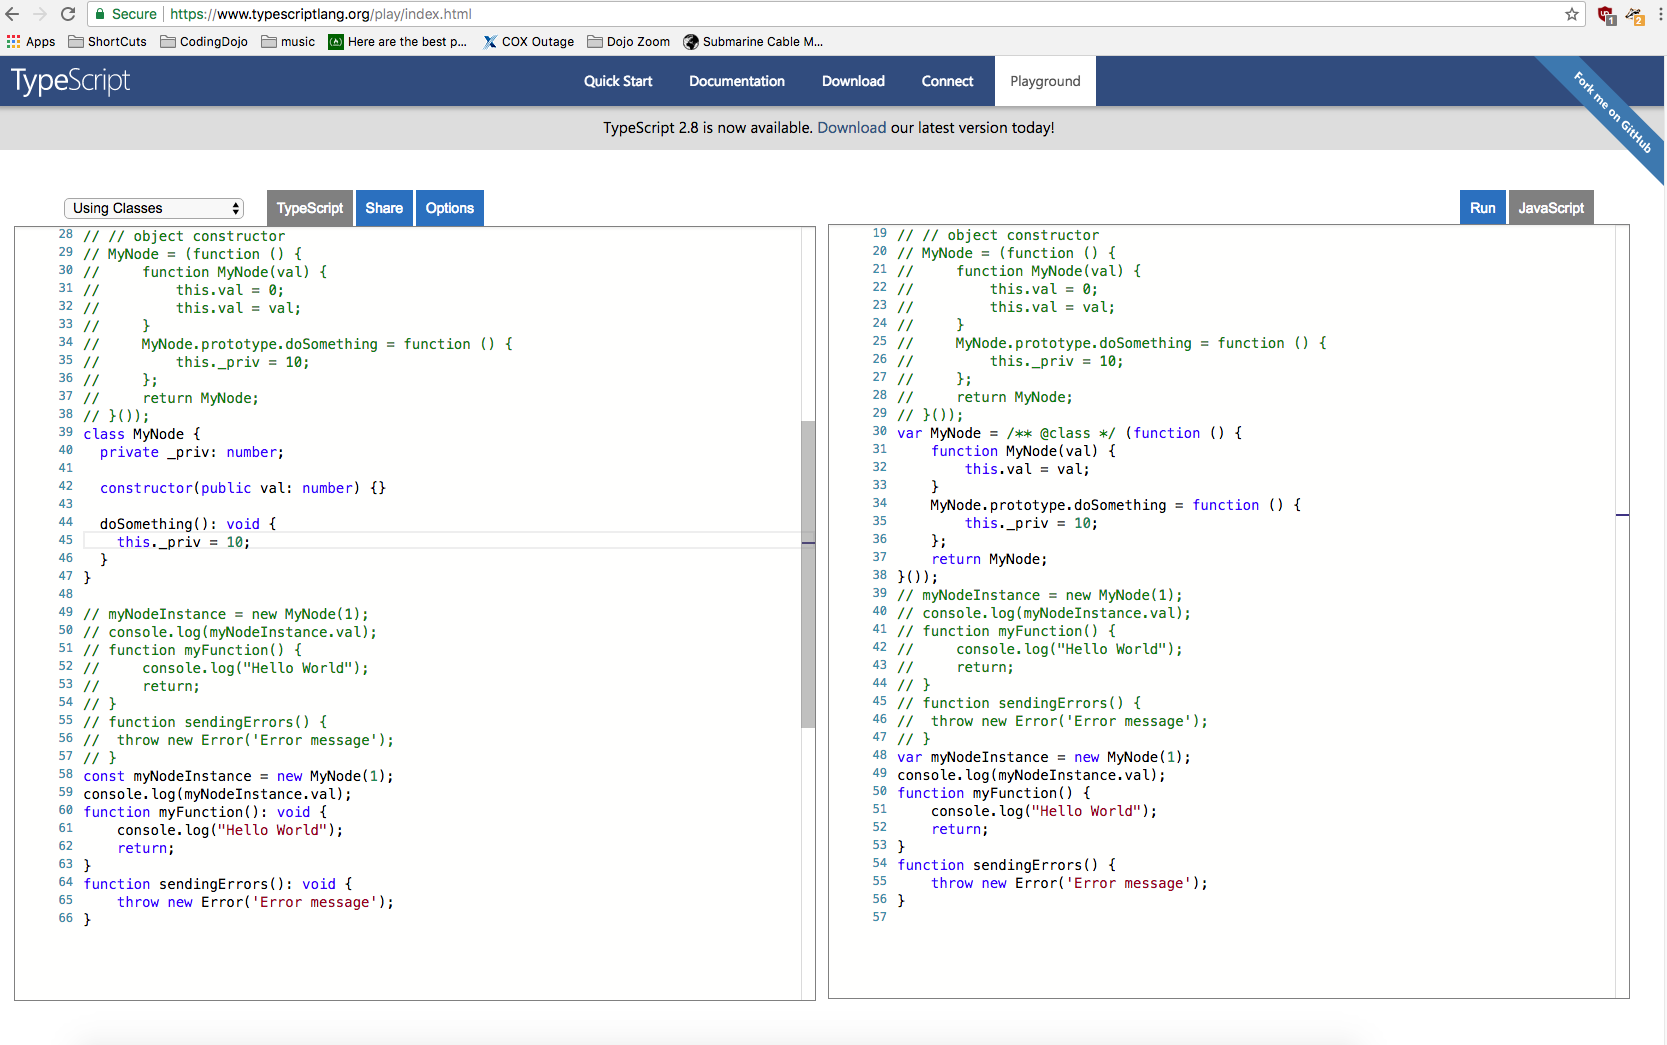 Secure https://www.typescriptlang.org/play/index.html
1 2
Apps ShortCuts CodingDojo music Here are the best p... COX Outage Dojo Zoom Submarine Cable M...
TypeScript Quick Start Documentation Download Connect Playground
Fork me on GitHub
TypeScript 2.8 is now available. Download our latest version today!
Using Classes TypeScript Share Options
28 // // object constructor
29 // MyNode = (function () {
30 //     function MyNode(val) {
31 //         this.val = 0;
32 //         this.val = val;
33 //     }
34 //     MyNode.prototype.doSomething = function () {
35 //         this._priv = 10;
36 //     };
37 //     return MyNode;
38 // }());
39 class MyNode {
40   private _priv: number;
41
42   constructor(public val: number) {}
43
44   doSomething(): void {
45     this._priv = 10;
46   }
47 }
48
49 // myNodeInstance = new MyNode(1);
50 // console.log(myNodeInstance.val);
51 // function myFunction() {
52 //     console.log("Hello World");
53 //     return;
54 // }
55 // function sendingErrors() {
56 //  throw new Error('Error message');
57 // }
58 const myNodeInstance = new MyNode(1);
59 console.log(myNodeInstance.val);
60 function myFunction(): void {
61     console.log("Hello World");
62     return;
63 }
64 function sendingErrors(): void {
65     throw new Error('Error message');
66 }
Run JavaScript
19 // // object constructor
20 // MyNode = (function () {
21 //     function MyNode(val) {
22 //         this.val = 0;
23 //         this.val = val;
24 //     }
25 //     MyNode.prototype.doSomething = function () {
26 //         this._priv = 10;
27 //     };
28 //     return MyNode;
29 // }());
30 var MyNode = /** @class */ (function () {
31     function MyNode(val) {
32         this.val = val;
33     }
34     MyNode.prototype.doSomething = function () {
35         this._priv = 10;
36     };
37     return MyNode;
38 }());
39 // myNodeInstance = new MyNode(1);
40 // console.log(myNodeInstance.val);
41 // function myFunction() {
42 //     console.log("Hello World");
43 //     return;
44 // }
45 // function sendingErrors() {
46 //  throw new Error('Error message');
47 // }
48 var myNodeInstance = new MyNode(1);
49 console.log(myNodeInstance.val);
50 function myFunction() {
51     console.log("Hello World");
52     return;
53 }
54 function sendingErrors() {
55     throw new Error('Error message');
56 }
57